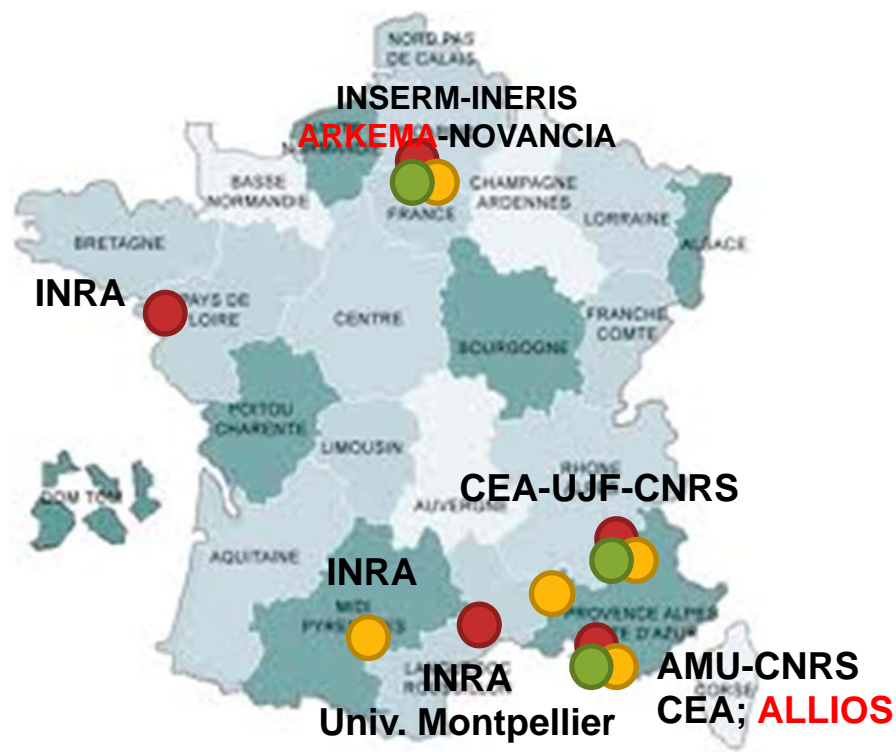 NORD PAS
DE CALAIS
INSERM-INERIS
ARKEMA-NOVANCIA
BASSE
NORMANDIE
CHAMPAGNE
ARDENNES
FRANCE
LORRAINE
ALSACE
BRETAGNE
INRA
PAYS DE
LOIRE
CENTRE
FRANCHE
COMTE
BOURGOGNE
POITOU
CHARENTE
LIMOUSIN
RHONE
CEA-UJF-CNRS
AUVERGNE
DOM TOM
AQUITAINE
INRA
MIDI
PROVENCE ALPES
D'AZUR
INRA
Univ. Montpellier
AMU-CNRS
CORSE
CEA; ALLIOS